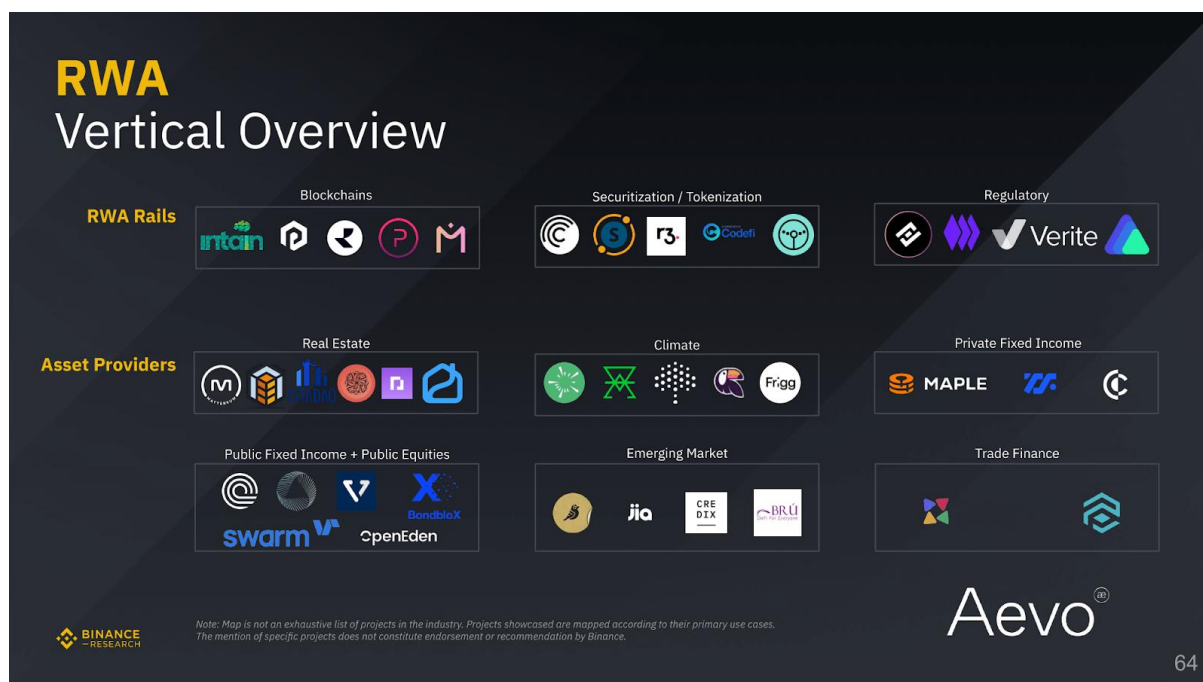 RWA
Vertical Overview
RWA Rails
Blockchains
intain
Securitization / Tokenization
S
r3.
Codefi
Regulatory
Verite
Asset Providers
Real Estate
Climate
Frigg
Private Fixed Income
MAPLE
Public Fixed Income + Public Equities
BondbloX
swarm
OpenEden
Emerging Market
jia
CRE
DIX
BRÚ
Trade Finance
Note: Map is not an exhaustive list of projects in the industry. Projects showcased are mapped according to their primary use cases.
The mention of specific projects does not constitute endorsement or recommendation by Binance.
BINANCE
RESEARCH
Aevo
æ
64